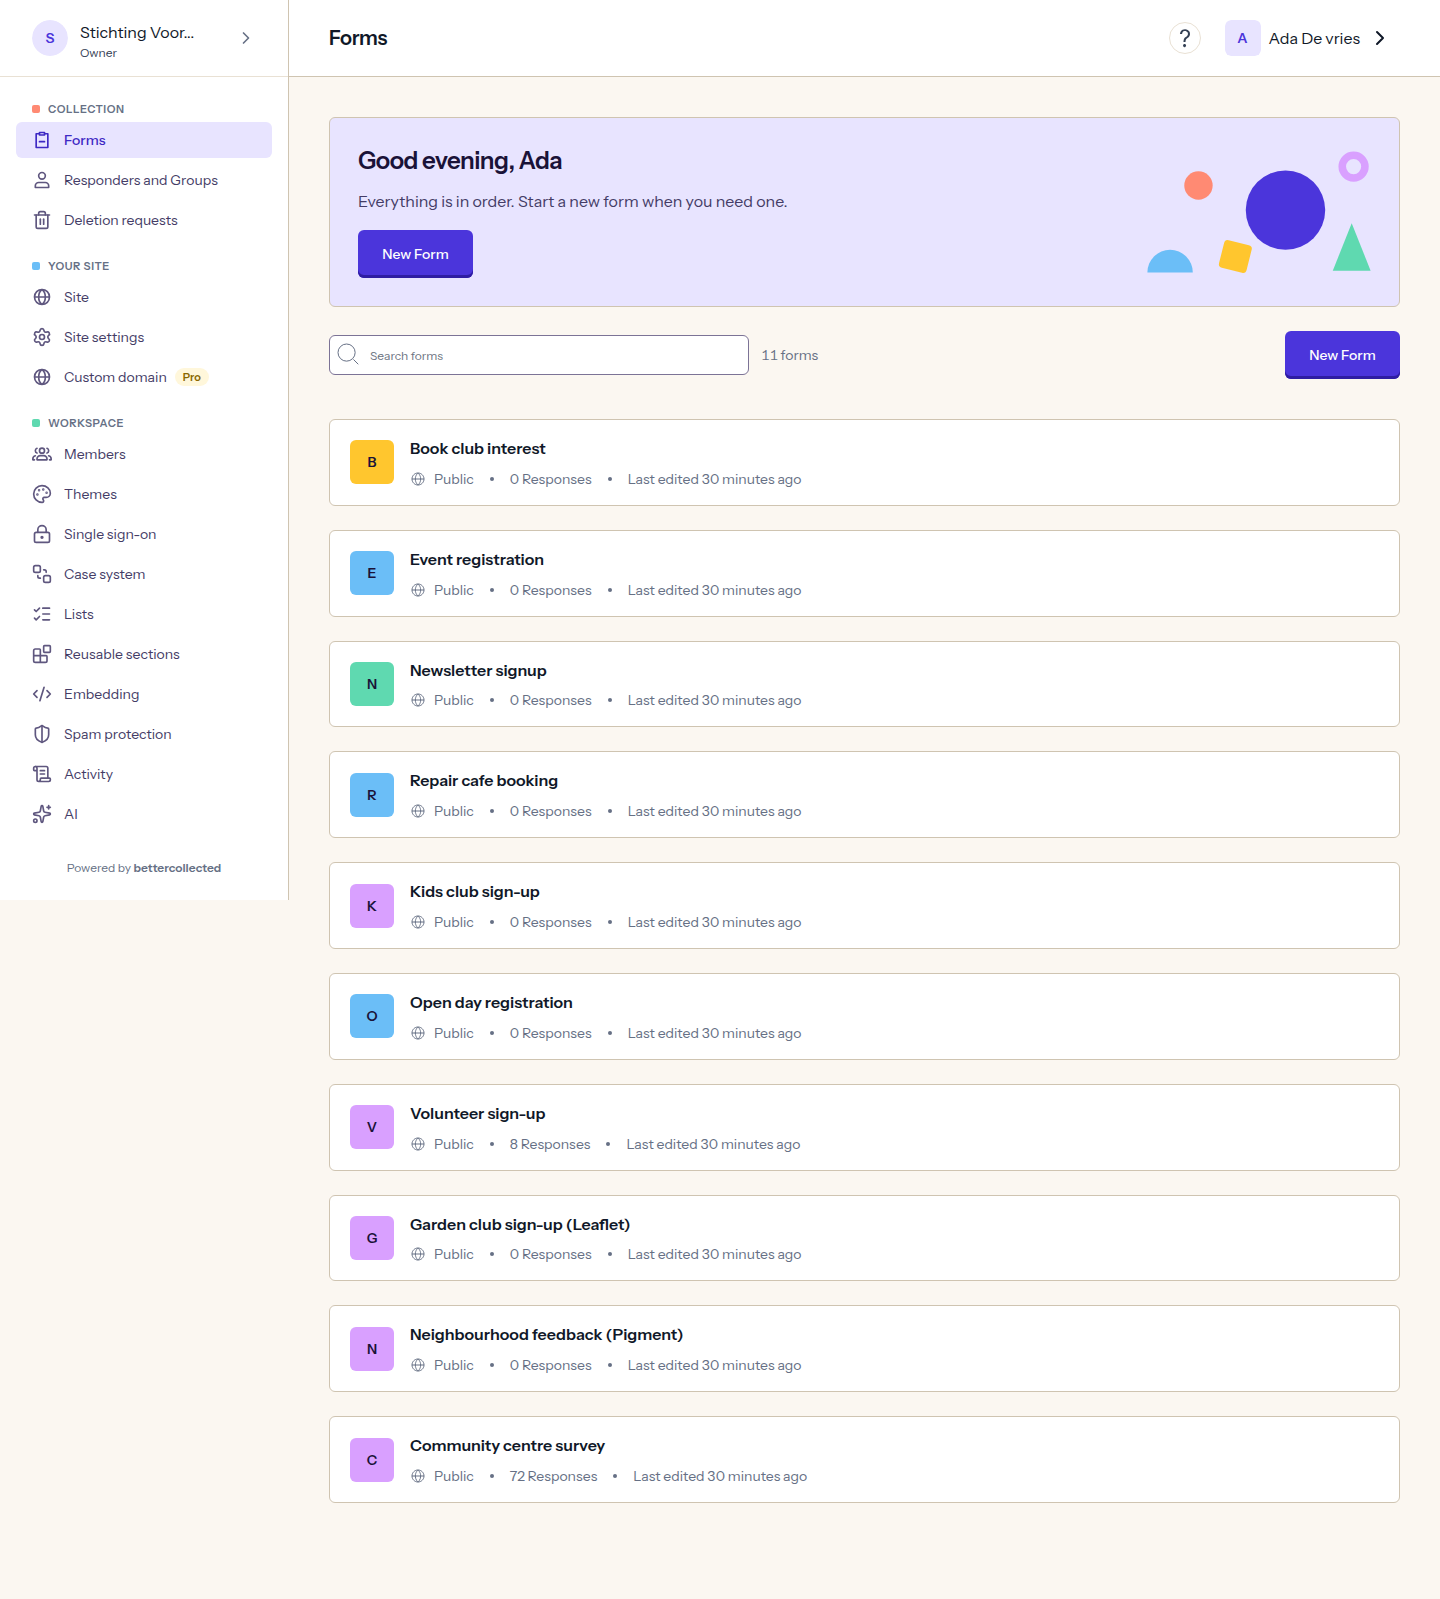 S
Stichting Voor...
Owner
COLLECTION
Forms
Responders and Groups
Deletion requests
YOUR SITE
Site
Site settings
Custom domain Pro
WORKSPACE
Members
Themes
Single sign-on
Case system
Lists
Reusable sections
Embedding
Spam protection
Activity
AI
Powered by bettercollected
Forms
? A Ada De vries
Good evening, Ada
Everything is in order. Start a new form when you need one.
New Form
Search forms 11 forms New Form
B
Book club interest
Public • 0 Responses • Last edited 30 minutes ago
E
Event registration
Public • 0 Responses • Last edited 30 minutes ago
N
Newsletter signup
Public • 0 Responses • Last edited 30 minutes ago
R
Repair cafe booking
Public • 0 Responses • Last edited 30 minutes ago
K
Kids club sign-up
Public • 0 Responses • Last edited 30 minutes ago
O
Open day registration
Public • 0 Responses • Last edited 30 minutes ago
V
Volunteer sign-up
Public • 8 Responses • Last edited 30 minutes ago
G
Garden club sign-up (Leaflet)
Public • 0 Responses • Last edited 30 minutes ago
N
Neighbourhood feedback (Pigment)
Public • 0 Responses • Last edited 30 minutes ago
C
Community centre survey
Public • 72 Responses • Last edited 30 minutes ago